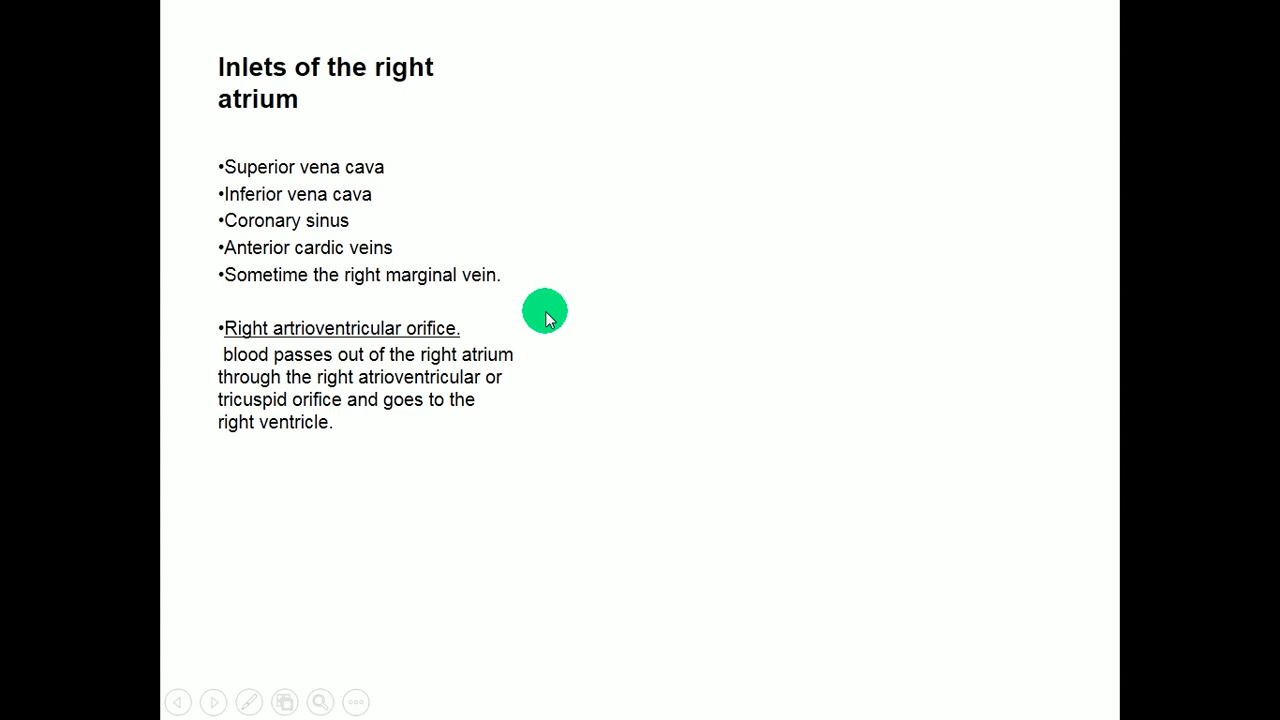 Inlets of the right
atrium
•Superior vena cava
•Inferior vena cava
•Coronary sinus
•Anterior cardic veins
•Sometime the right marginal vein.
•Right artrioventricular orifice.
blood passes out of the right atrium
through the right atrioventricular or
tricuspid orifice and goes to the
right ventricle.